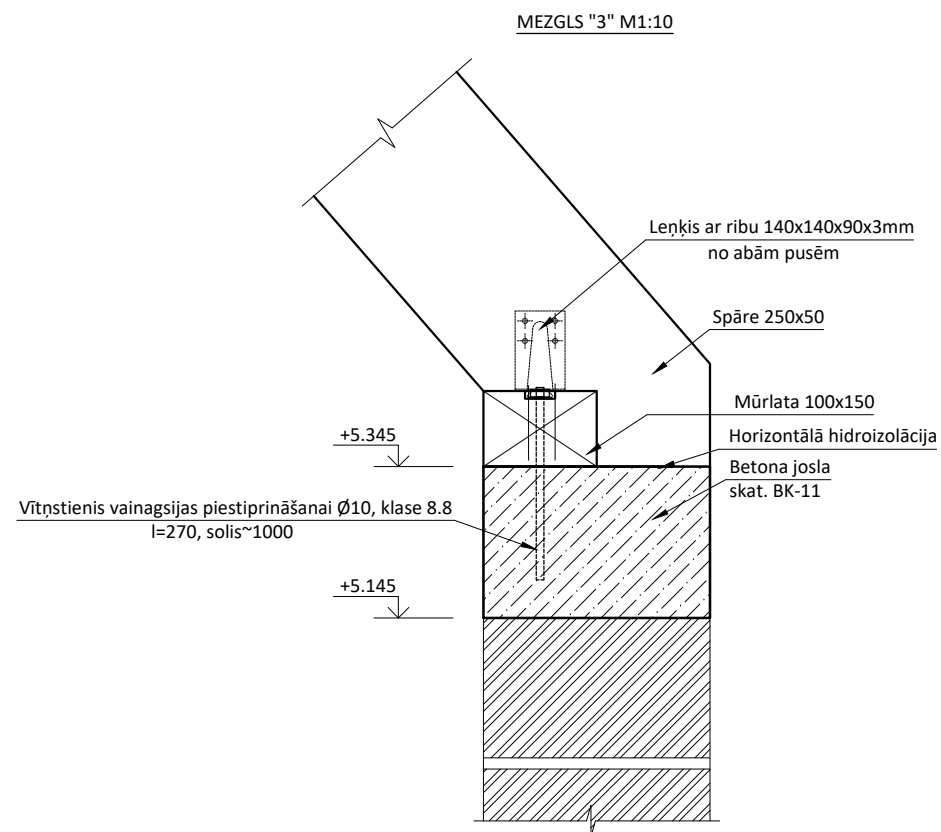 MEZGLS "3" M1:10
Leņķis ar ribu 140x140x90x3mm
no abām pusēm
Spāre 250x50
Mūrlata 100x150
Horizontālā hidroizolācija
Betona josla
skat. BK-11
+5.345
Vītņstienis vainagsijas piestiprināšanai Ø10, klase 8.8
l=270, solis~1000
+5.145